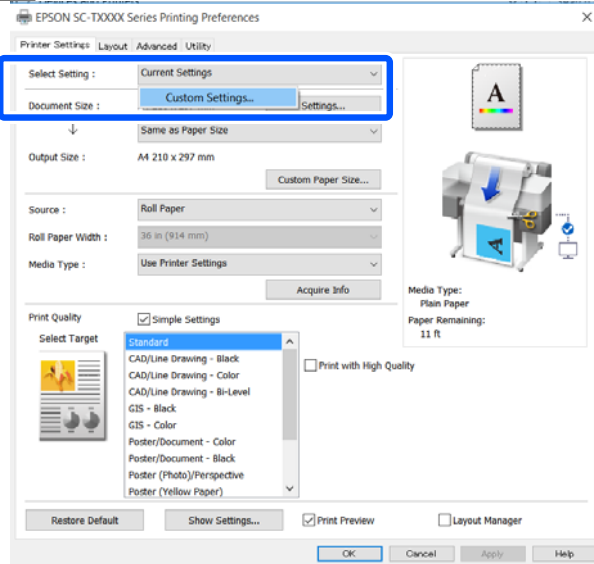 EPSON SC-TXXXX Series Printing Preferences
Printer Settings Layout Advanced Utility
Select Setting : Current Settings
Custom Settings...
Document Size : Settings...
Same as Paper Size
Output Size : A4 210 x 297 mm
Custom Paper Size...
Source : Roll Paper
Roll Paper Width : 36 in (914 mm)
Media Type : Use Printer Settings
Acquire Info
A
Media Type:
Plain Paper
Paper Remaining:
11 ft
Print Quality Simple Settings
Select Target
Standard
CAD/Line Drawing - Black
CAD/Line Drawing - Color
CAD/Line Drawing - Bi-Level
GIS - Black
GIS - Color
Poster/Document - Color
Poster/Document - Black
Poster (Photo)/Perspective
Poster (Yellow Paper)
Print with High Quality
Restore Default Show Settings... Print Preview Layout Manager
OK Cancel Apply Help